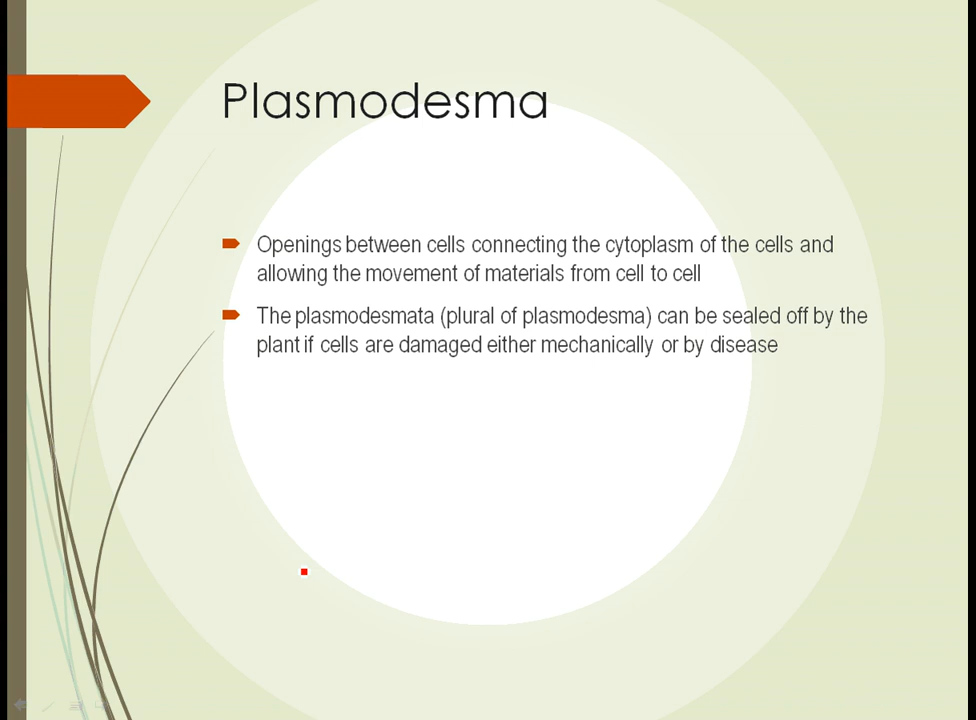 Plasmodesma
Openings between cells connecting the cytoplasm of the cells and
allowing the movement of materials from cell to cell
The plasmodesmata (plural of plasmodesma) can be sealed off by the
plant if cells are damaged either mechanically or by disease